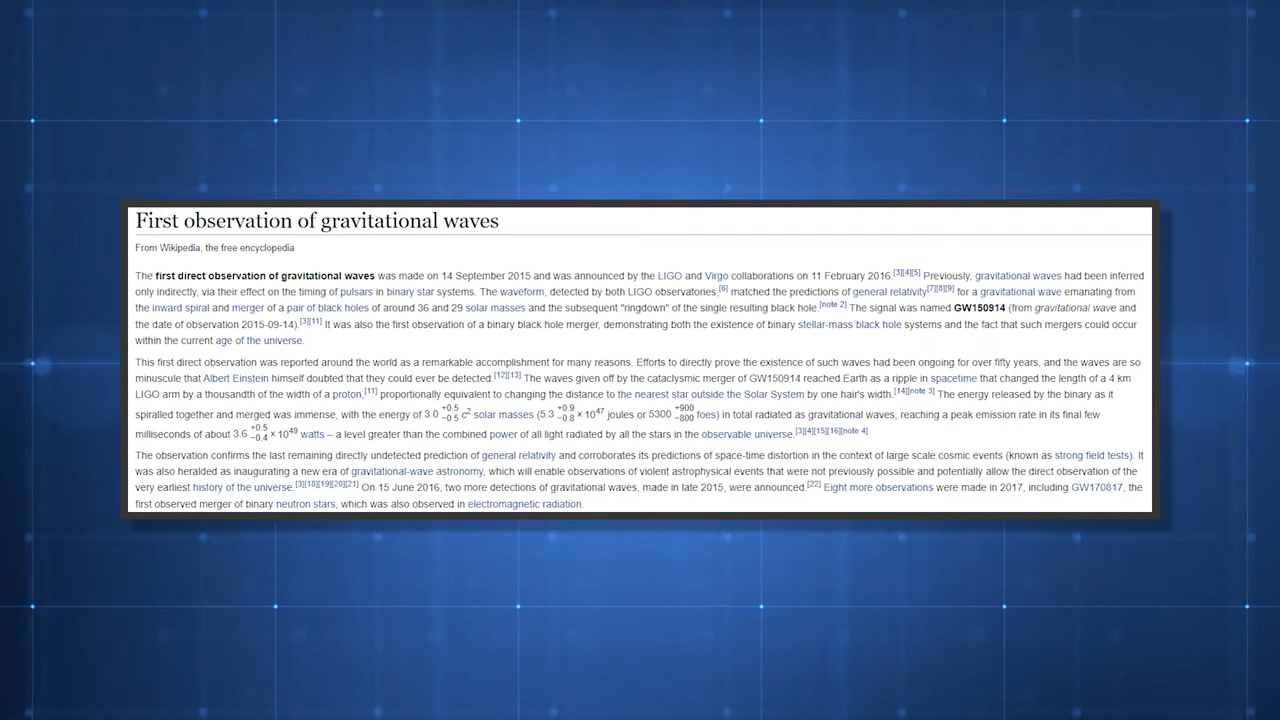 First observation of gravitational waves
From Wikipedia, the free encyclopedia
The first direct observation of gravitational waves was made on 14 September 2015 and was announced by the LIGO and Virgo collaborations on 11 February 2016.[3][4][5] Previously, gravitational waves had been inferred
only indirectly, via their effect on the timing of pulsars in binary star systems. The waveform, detected by both LIGO observatories,[6] matched the predictions of general relativity[7][8][9] for a gravitational wave emanating from
the inward spiral and merger of a pair of black holes of around 36 and 29 solar masses and the subsequent "ringdown" of the single resulting black hole.[note 2] The signal was named GW150914 (from gravitational wave and
the date of observation 2015-09-14).[3][11] It was also the first observation of a binary black hole merger, demonstrating both the existence of binary stellar-mass black hole systems and the fact that such mergers could occur
within the current age of the universe.
This first direct observation was reported around the world as a remarkable accomplishment for many reasons. Efforts to directly prove the existence of such waves had been ongoing for over fifty years, and the waves are so
minuscule that Albert Einstein himself doubted that they could ever be detected.[12][13] The waves given off by the cataclysmic merger of GW150914 reached Earth as a ripple in spacetime that changed the length of a 4 km
LIGO arm by a thousandth of the width of a proton,[11] proportionally equivalent to changing the distance to the nearest star outside the Solar System by one hair's width.[14][note 3] The energy released by the binary as it
spiralled together and merged was immense, with the energy of 3.0 +0.5 −0.5 c² solar masses (5.3 +0.9 −0.8 × 10⁴⁷ joules or 5300 +900 −800 foes) in total radiated as gravitational waves, reaching a peak emission rate in its final few
milliseconds of about 3.6 +0.5 −0.4 × 10⁴⁹ watts – a level greater than the combined power of all light radiated by all the stars in the observable universe.[3][4][15][16][note 4]
The observation confirms the last remaining directly undetected prediction of general relativity and corroborates its predictions of space-time distortion in the context of large scale cosmic events (known as strong field tests). It
was also heralded as inaugurating a new era of gravitational-wave astronomy, which will enable observations of violent astrophysical events that were not previously possible and potentially allow the direct observation of the
very earliest history of the universe.[3][18][19][20][21] On 15 June 2016, two more detections of gravitational waves, made in late 2015, were announced.[22] Eight more observations were made in 2017, including GW170817, the
first observed merger of binary neutron stars, which was also observed in electromagnetic radiation.